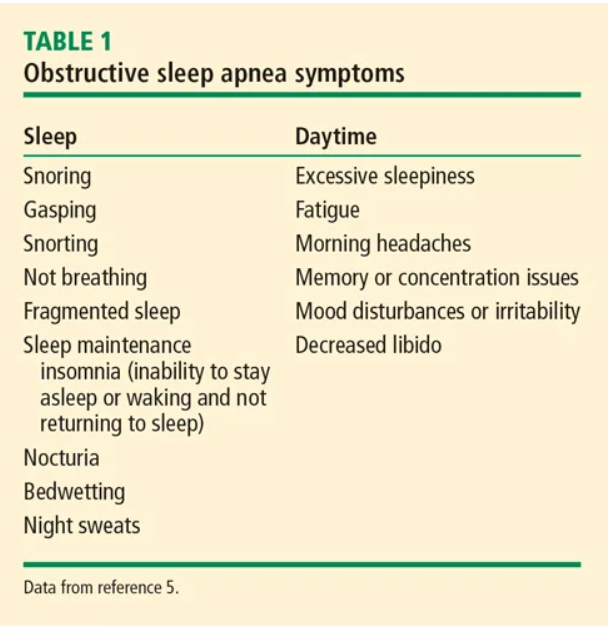 TABLE 1
Obstructive sleep apnea symptoms
Sleep Daytime
Snoring Excessive sleepiness
Gasping Fatigue
Snorting Morning headaches
Not breathing Memory or concentration issues
Fragmented sleep Mood disturbances or irritability
Sleep maintenance Decreased libido
insomnia (inability to stay
asleep or waking and not
returning to sleep)
Nocturia
Bedwetting
Night sweats
Data from reference 5.